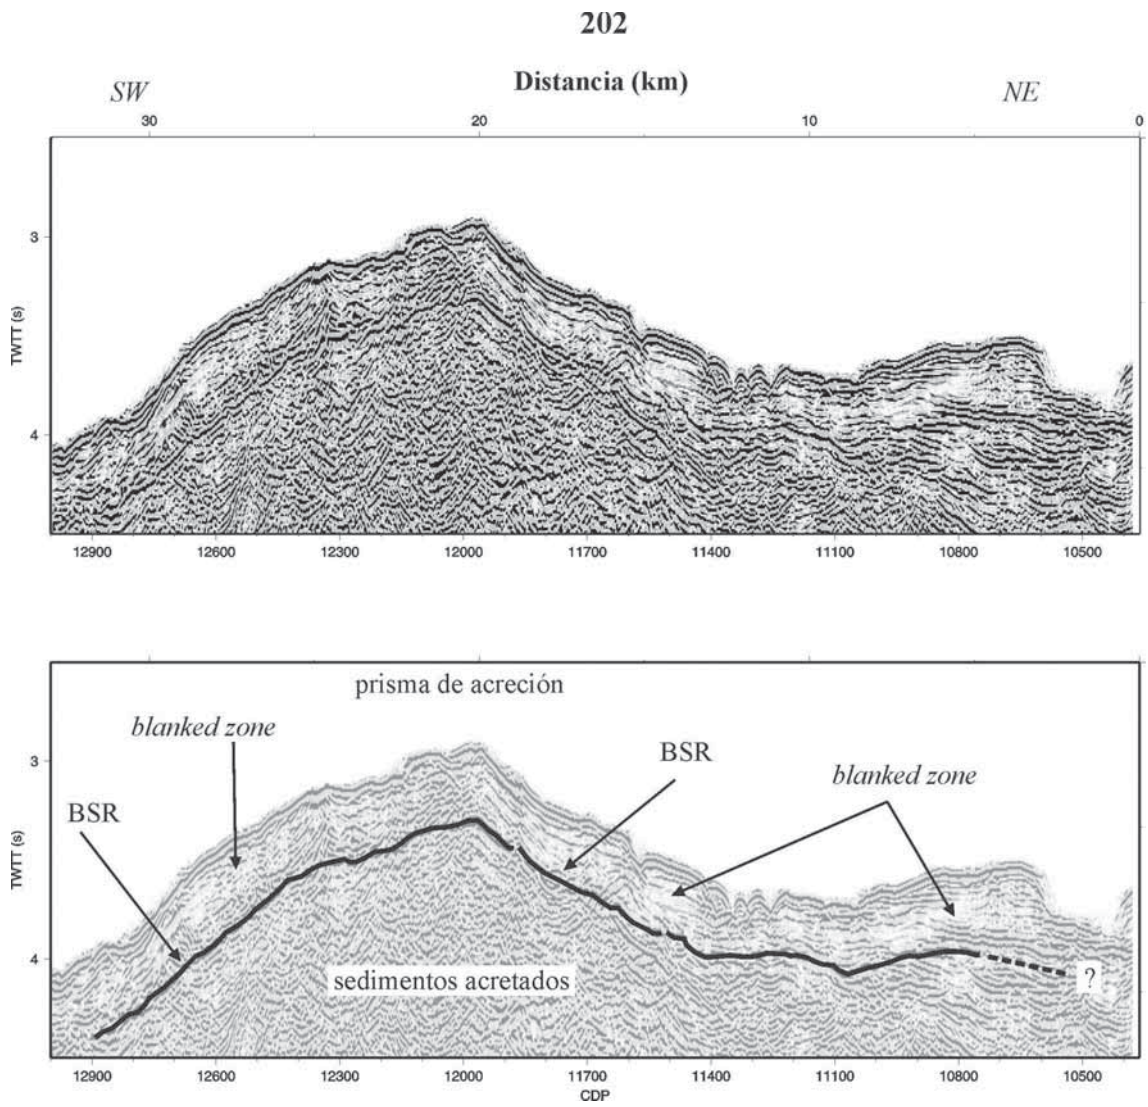 202
Distancia (km)
SW
NE
30
20
10
0
3
4
TWTT (s)
12900 12600 12300 12000 11700 11400 11100 10800 10500
prisma de acreción
blanked zone
BSR
BSR
blanked zone
3
4
TWTT (s)
sedimentos acretados
?
12900 12600 12300 12000 11700 11400 11100 10800 10500
CDP